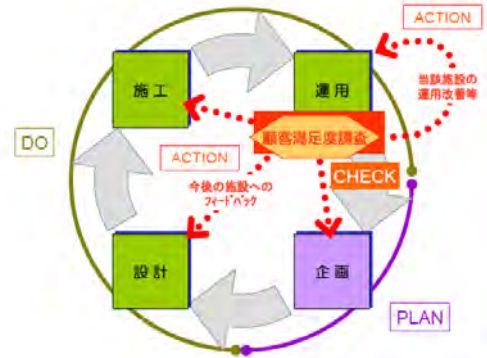 ACTION
施工
運用
当該施設の
運用改善等
顧客満足度調査
DO
ACTION
CHECK
今後の施設への
フィードバック
設計
企画
PLAN